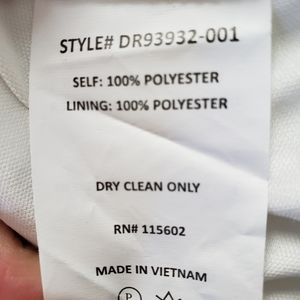 STYLE# DR93932-001
SELF: 100% POLYESTER
LINING: 100% POLYESTER
DRY CLEAN ONLY
RN# 115602
MADE IN VIETNAM
P